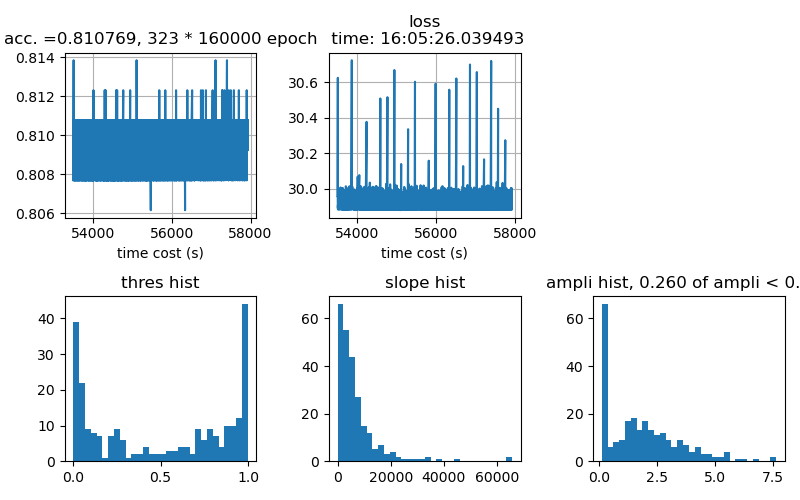 acc. =0.810769, 323 * 160000 epoch
0.814
0.812
0.810
0.808
0.806
54000 56000 58000
time cost (s)
loss
time: 16:05:26.039493
30.6
30.4
30.2
30.0
54000 56000 58000
time cost (s)
thres hist
40
30
20
10
0
0.0 0.5 1.0
slope hist
60
40
20
0
0 20000 40000 60000
ampli hist, 0.260 of ampli < 0.
60
40
20
0
0.0 2.5 5.0 7.5